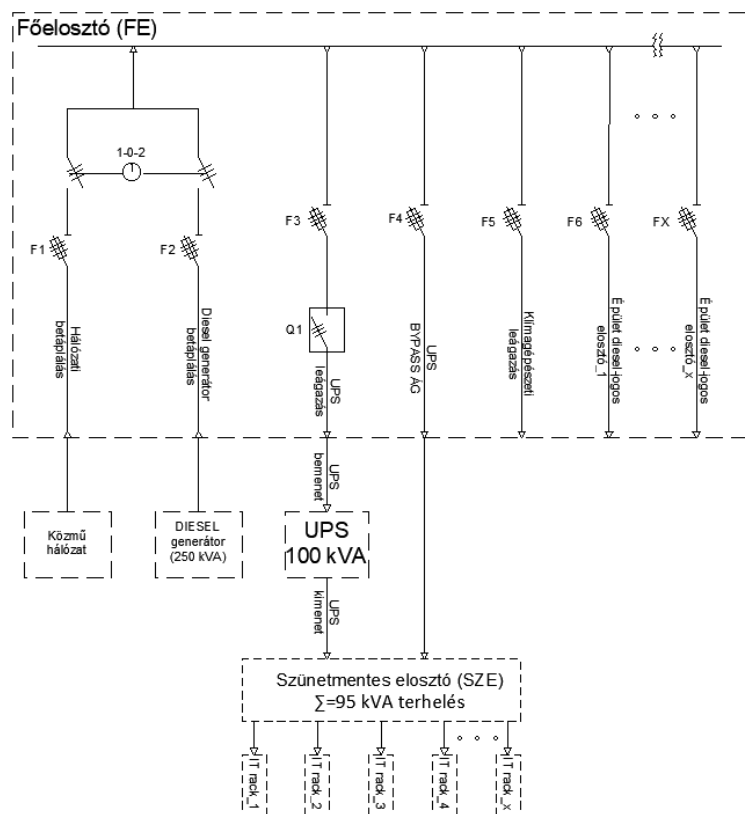 Főelosztó (FE)
1-0-2
F1
F2
F3
F4
F5
F6
FX
Q1
Hálózati
betáplálás
Diesel generátor
betáplálás
UPS
leágazás
UPS
BYPASS ÁG
Klímagépészeti
leágazás
Épület diesel-jogos
elosztó_1
Épület diesel-jogos
elosztó_x
UPS
bemenet
Közmű
hálózat
DIESEL
generátor
(250 kVA)
UPS
100 kVA
UPS
kimenet
Szünetmentes elosztó (SZE)
∑=95 kVA terhelés
IT rack_1
IT rack_2
IT rack_3
IT rack_4
IT rack_x